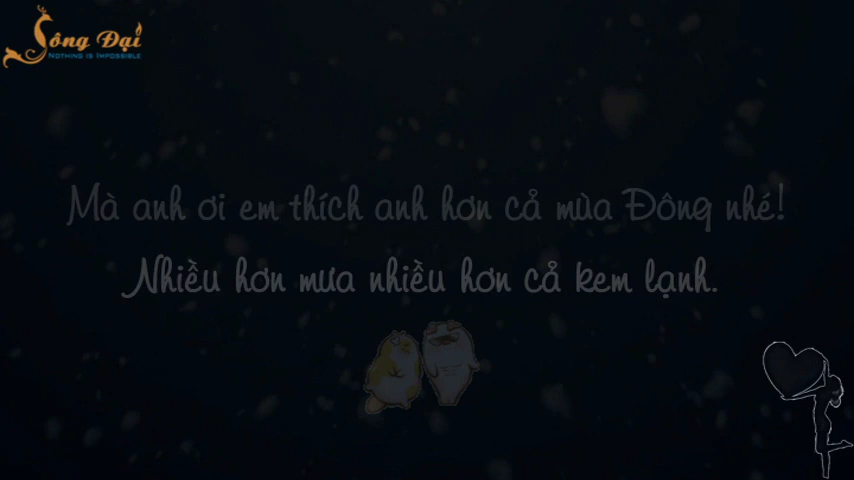 Sông Đại
Nothing is Impossible
Mà anh ơi em thích anh hơn cả mùa Đông nhé!
Nhiều hơn mưa nhiều hơn cả kem lạnh.